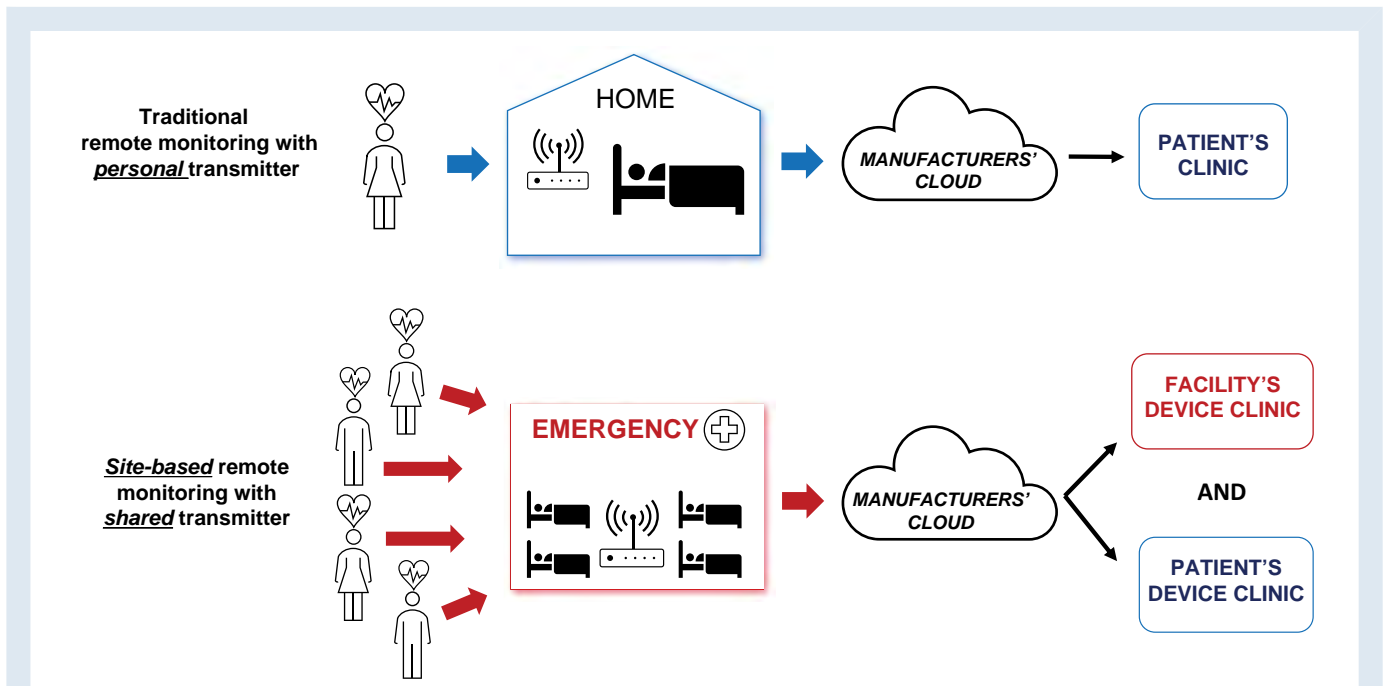 Traditional
remote monitoring with
personal transmitter
HOME
MANUFACTURERS’
CLOUD
PATIENT’S
CLINIC
Site-based remote
monitoring with
shared transmitter
EMERGENCY
MANUFACTURERS’
CLOUD
FACILITY’S
DEVICE CLINIC
AND
PATIENT’S
DEVICE CLINIC